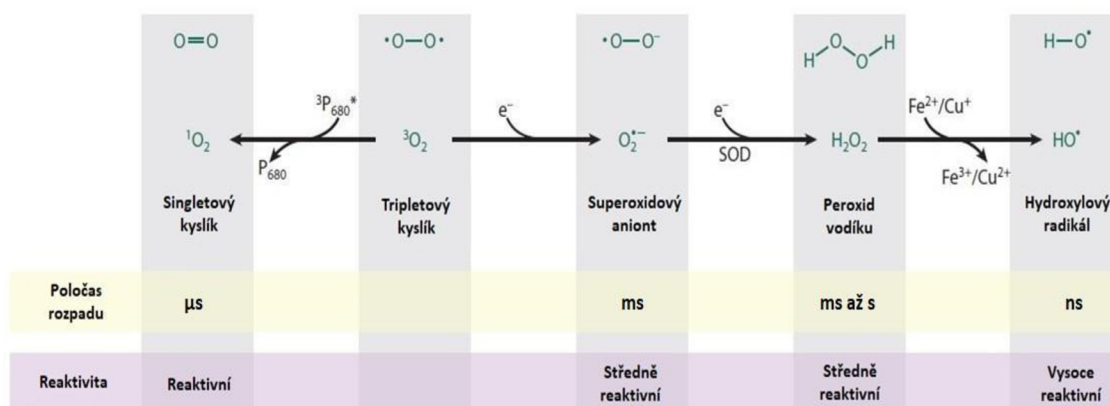 O=O
•O—O•
•O—O⁻
H O O H
H—O•
³P₆₈₀*
e⁻
e⁻
Fe²⁺/Cu⁺
¹O₂
³O₂
O₂•⁻
H₂O₂
HO•
P₆₈₀
SOD
Fe³⁺/Cu²⁺
Singletový
kyslík
Tripletový
kyslík
Superoxidový
aniont
Peroxid
vodíku
Hydroxylový
radikál
Poločas
rozpadu
µs
ms
ms až s
ns
Reaktivita
Reaktivní
Středně
reaktivní
Středně
reaktivní
Vysoce
reaktivní